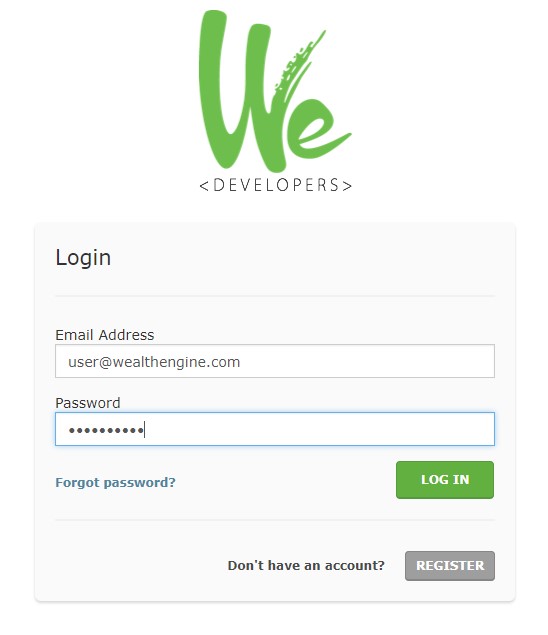 We
<DEVELOPERS>
Login
Email Address
user@wealthengine.com
Password
••••••••••
Forgot password?
LOG IN
Don't have an account?
REGISTER